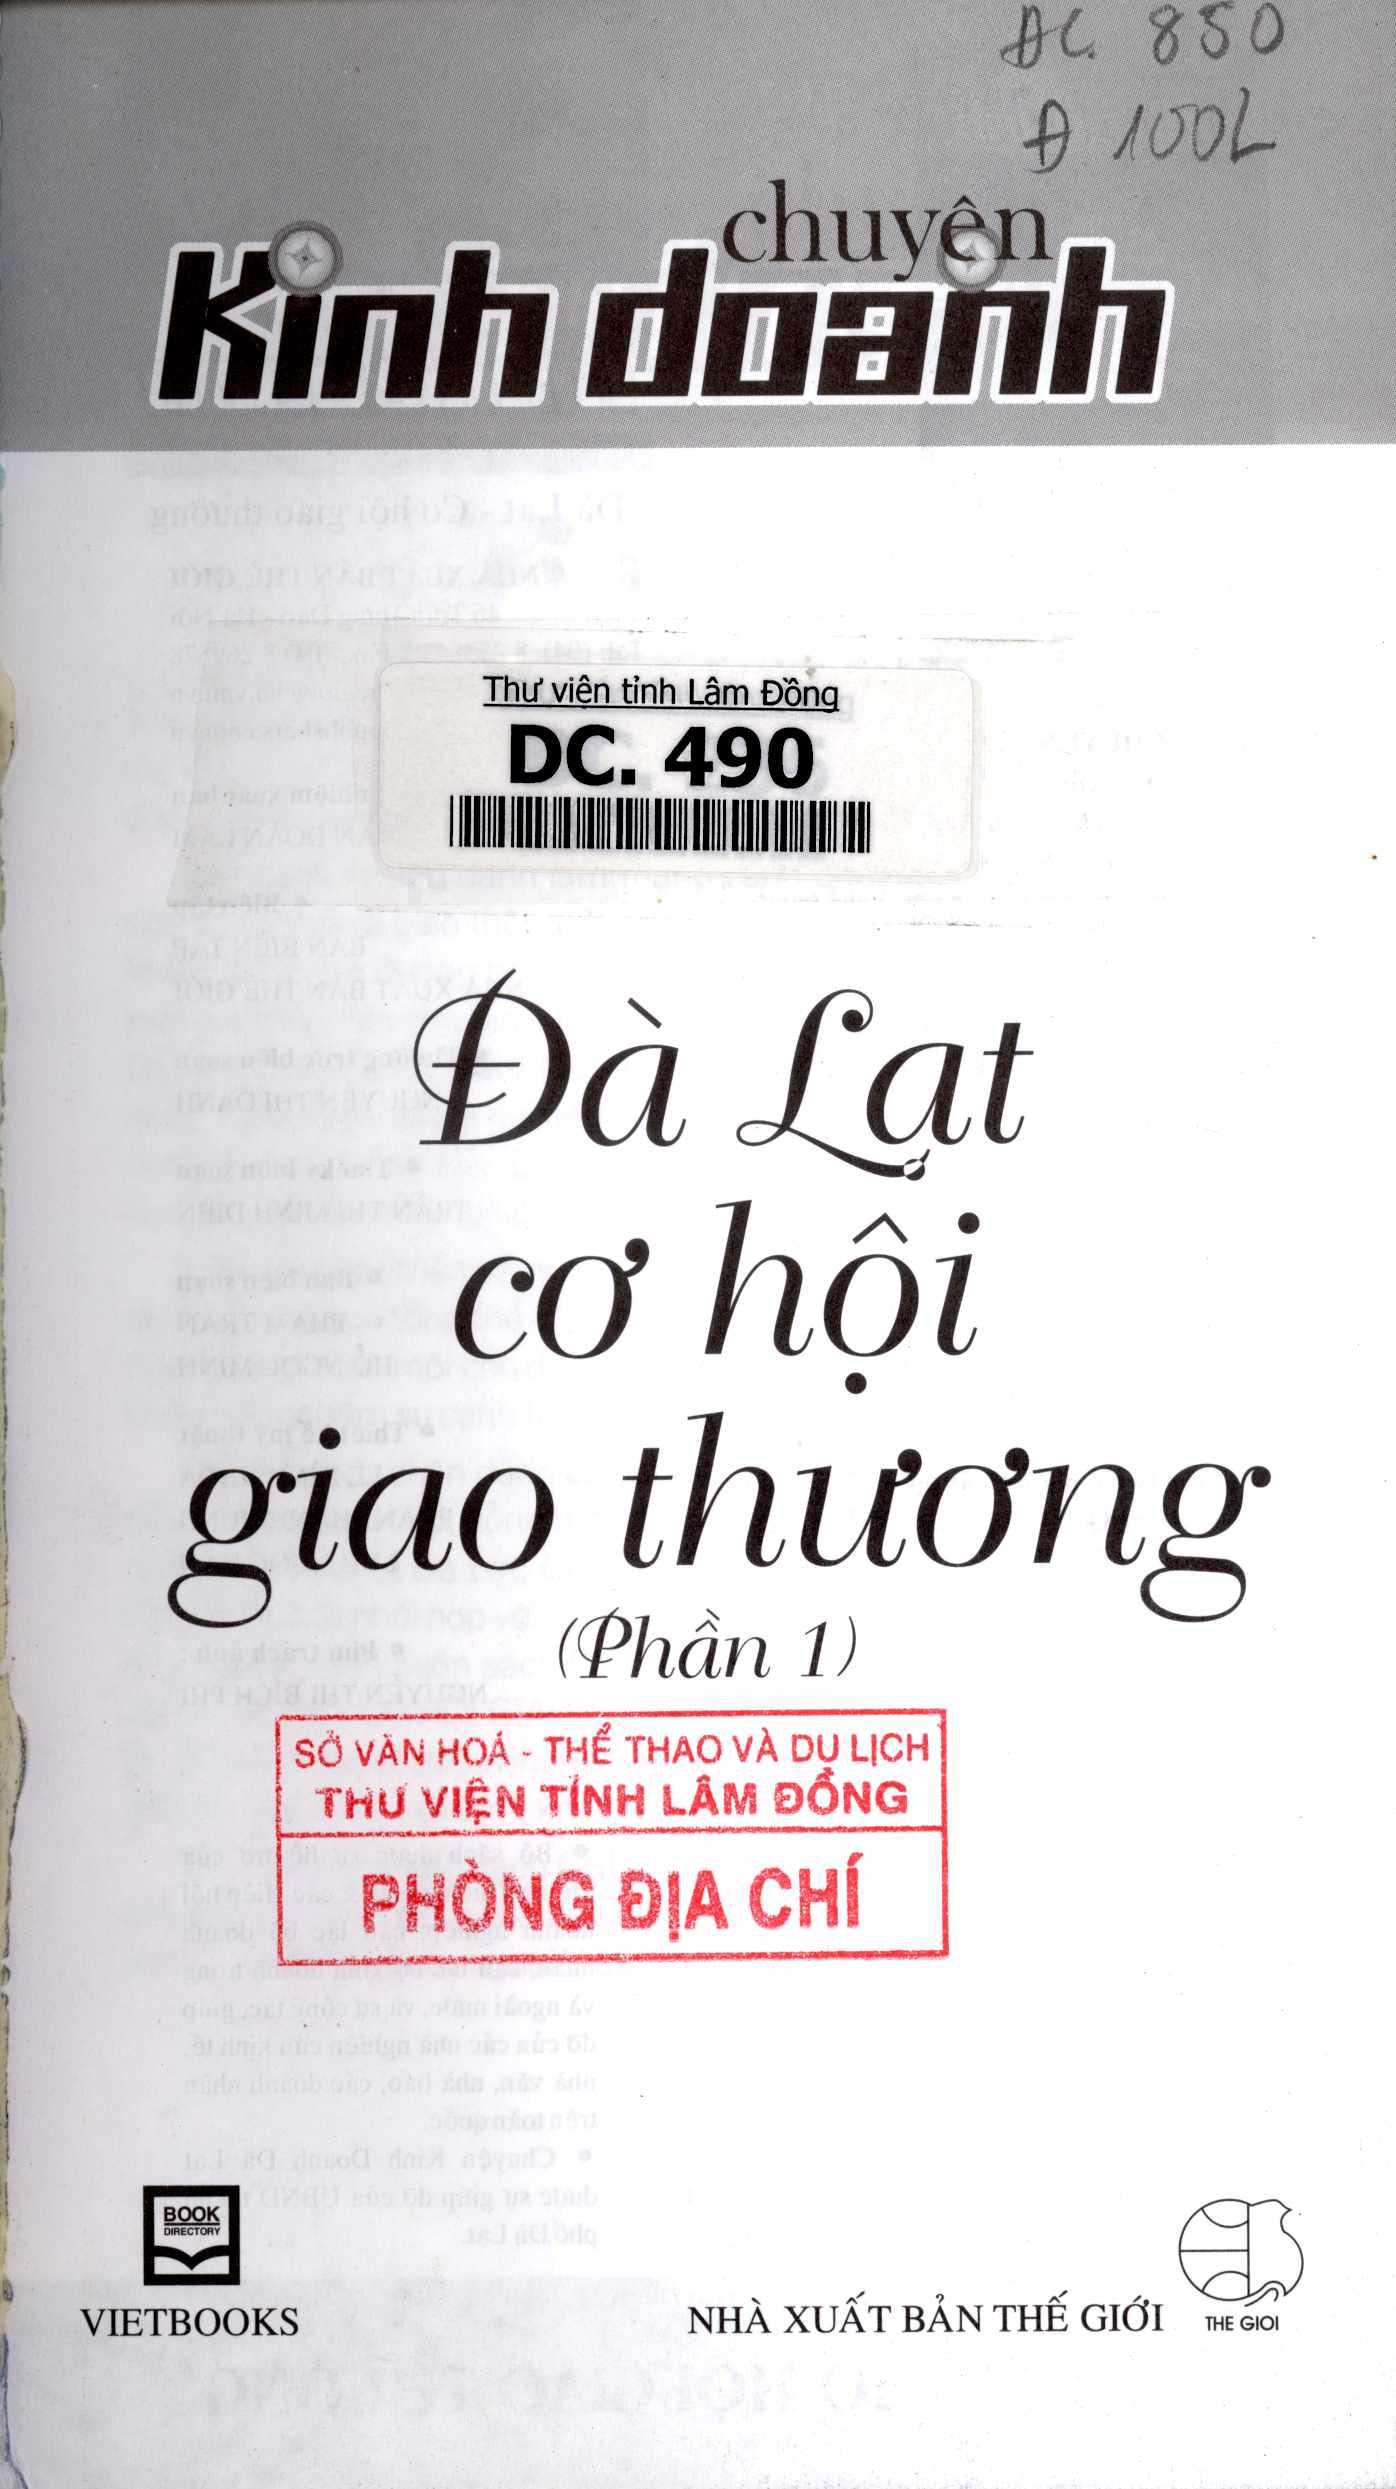 ĐC. 850
Đ 100L
chuyện
Kinh doanh
Thư viện tỉnh Lâm Đồng
DC. 490
Đà Lạt
cơ hội
giao thương
(Phần 1)
SỞ VĂN HOÁ - THỂ THAO VÀ DU LỊCH
THƯ VIỆN TỈNH LÂM ĐỒNG
PHÒNG ĐỊA CHÍ
BOOK
DIRECTORY
VIETBOOKS
NHÀ XUẤT BẢN THẾ GIỚI
THE GIOI